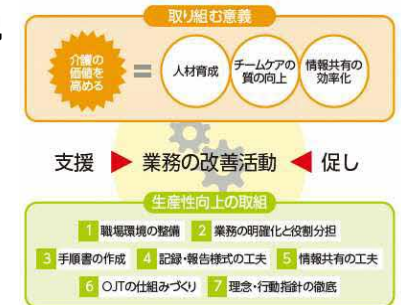 取り組む意義
介護の
価値を
高める
=
人材育成
チームケアの
質の向上
情報共有の
効率化
支援 ▶ 業務の改善活動 ◀ 促し
生産性向上の取組
1 職場環境の整備 2 業務の明確化と役割分担
3 手順書の作成 4 記録・報告様式の工夫 5 情報共有の工夫
6 OJTの仕組みづくり 7 理念・行動指針の徹底